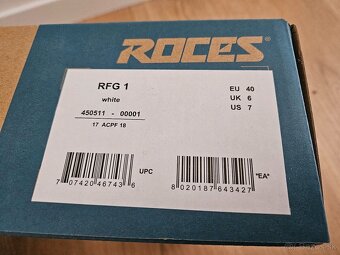 ROCES
RFG 1
white
450511 - 00001
17 ACPF 18
EU 40
UK 6
US 7
7 07420 46743 6
UPC
8 020187 643427
"EA"